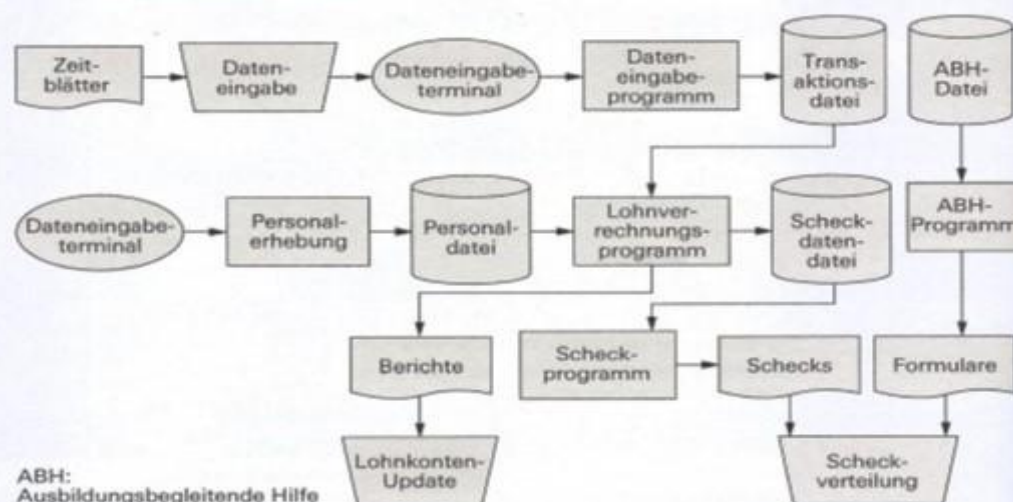 Zeit-
blätter
Daten-
eingabe
Dateneingabe-
terminal
Daten-
eingabe-
programm
Trans-
aktions-
datei
ABH-
Datei
Dateneingabe-
terminal
Personal-
erhebung
Personal-
datei
Lohnver-
rechnungs-
programm
Scheck-
daten-
datei
ABH-
Programm
Berichte
Scheck-
programm
Schecks
Formulare
Lohnkonten-
Update
Scheck-
verteilung
ABH:
Ausbildungsbegleitende Hilfe